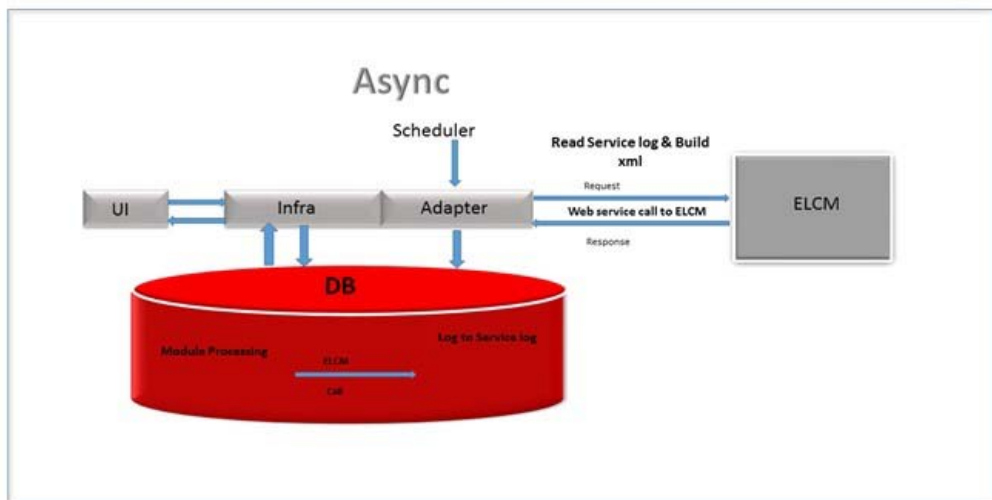 Async
Scheduler
Read Service log & Build
xml
Request
UI
Infra
Adapter
Web service call to ELCM
ELCM
Response
DB
Module Processing
Log to Service log
ELCM
Call